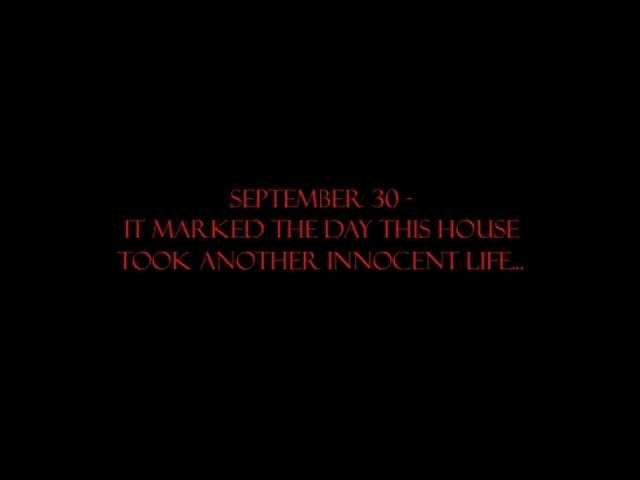 SEPTEMBER 30 -
IT MARKED THE DAY THIS HOUSE
TOOK ANOTHER INNOCENT LIFE...